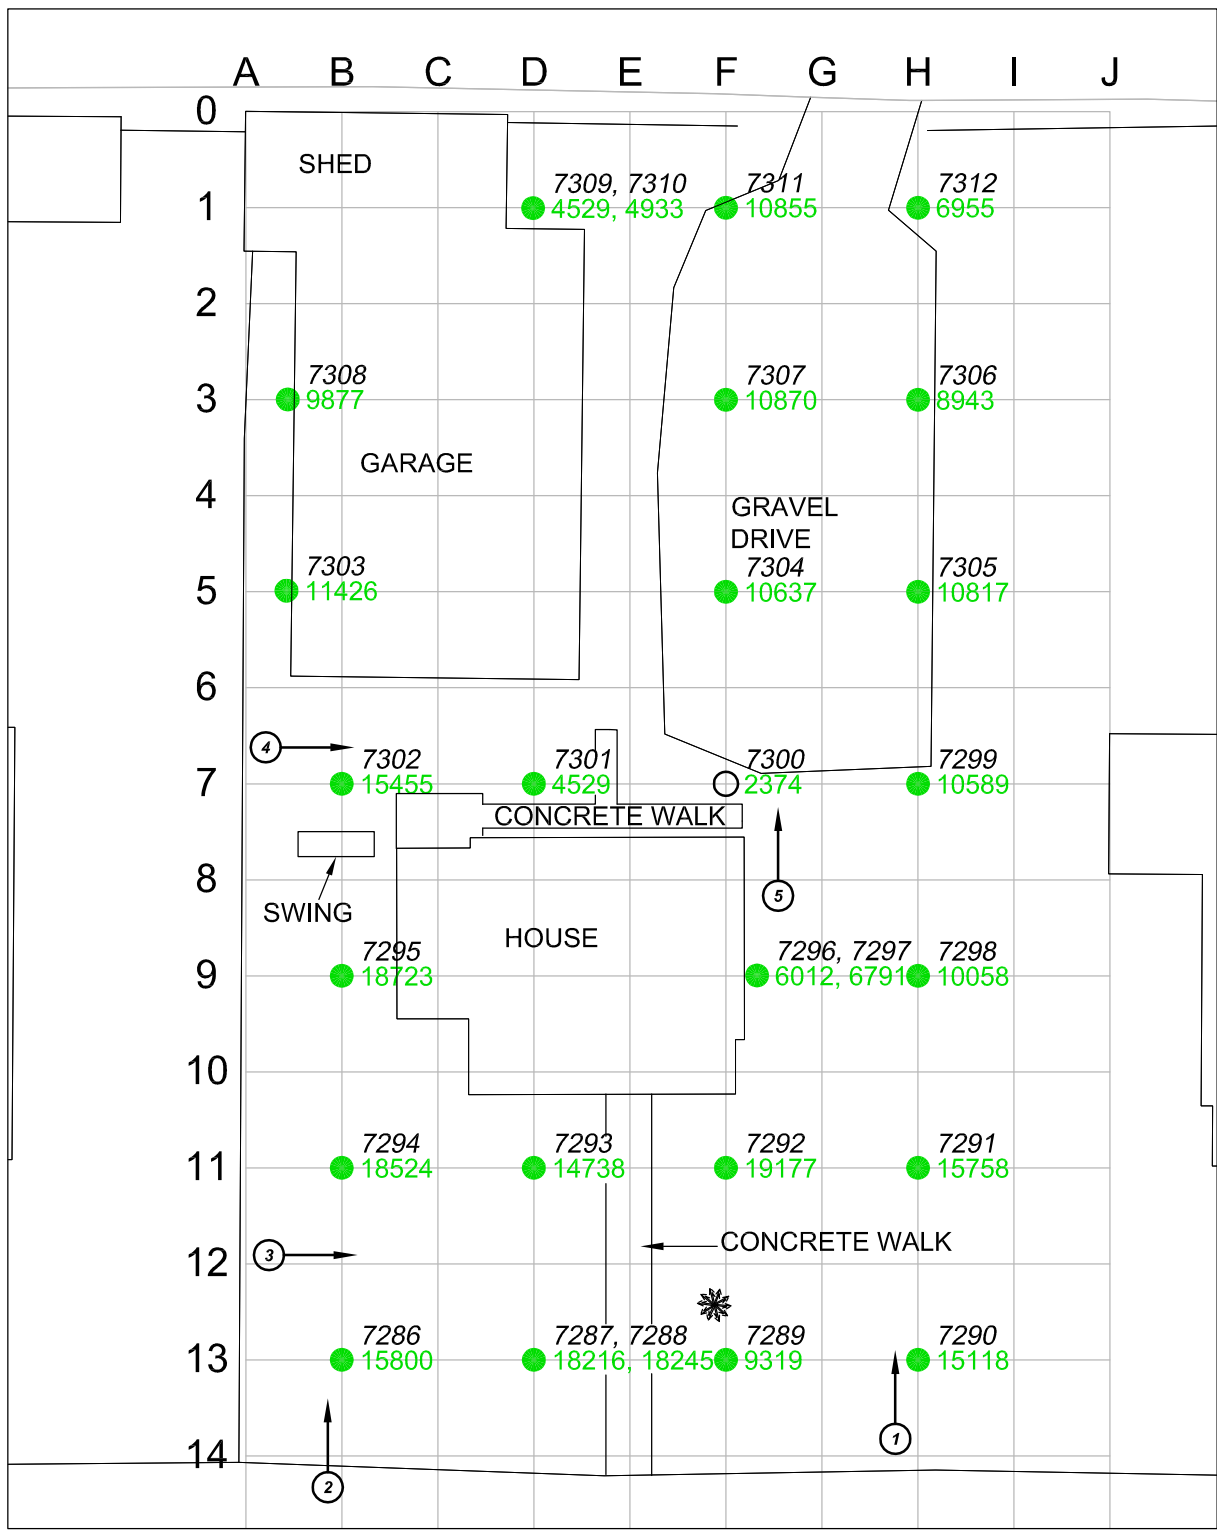 A B C D E F G H I J
0
SHED
7309, 7310 7311 7312
1 4529, 4933 10855 6955
2
7308 7307 7306
3 9877 10870 8943
GARAGE
4
GRAVEL
DRIVE
7303 7304 7305
5 11426 10637 10817
6
4
7302 7301 7300 7299
7 15455 4529 2374 10589
CONCRETE WALK
8
5
SWING
HOUSE
7295 7296, 7297 7298
9 18723 6012, 6791 10058
10
7294 7293 7292 7291
11 18524 14738 19177 15758
CONCRETE WALK
3
12
7286 7287, 7288 7289 7290
13 15800 18216, 18245 9319 15118
1
14
2